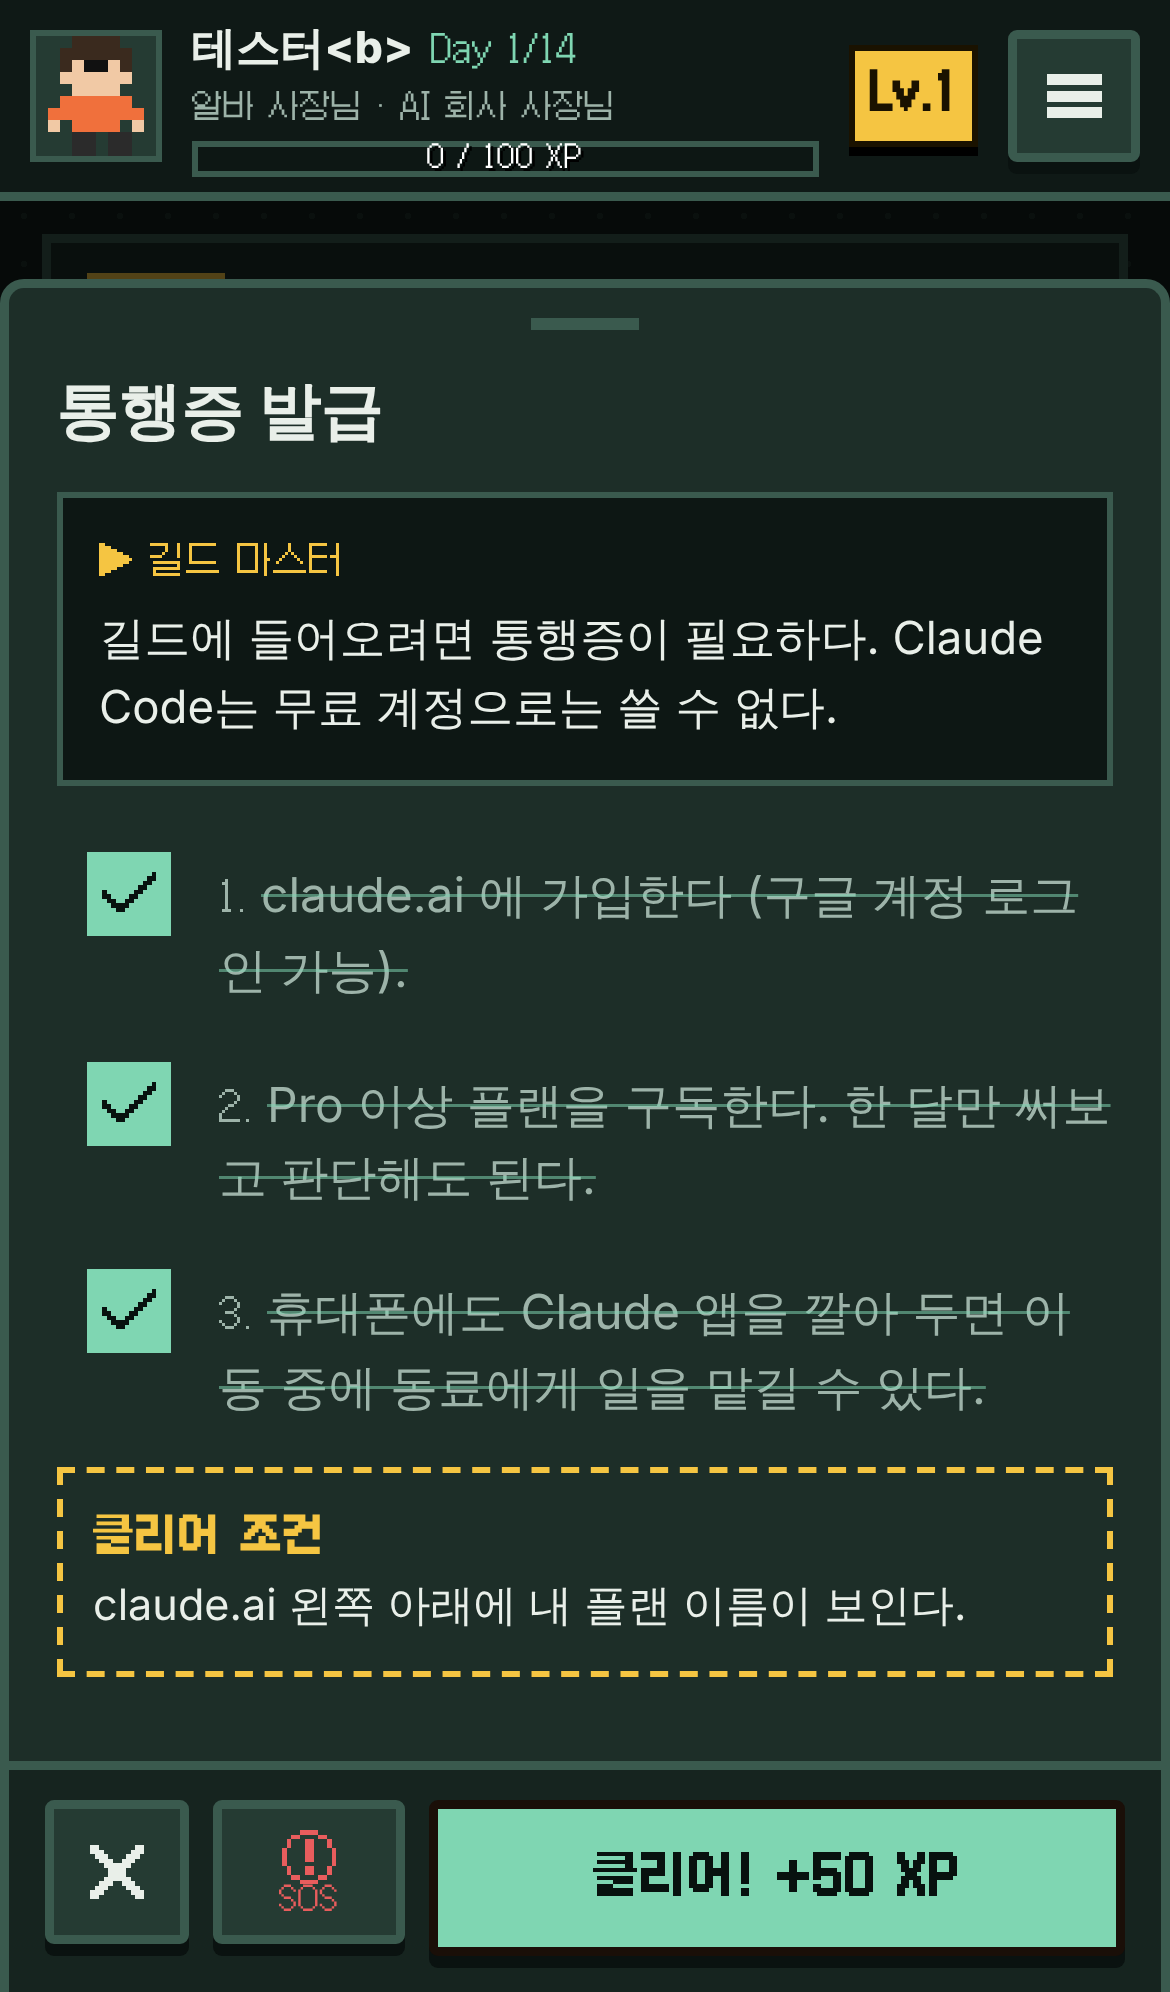 테스터<b> Day 1/14
알바 사장님 · AI 회사 사장님
0 / 100 XP
Lv.1
통행증 발급
▶ 길드 마스터
길드에 들어오려면 통행증이 필요하다. Claude
Code는 무료 계정으로는 쓸 수 없다.
1. claude.ai 에 가입한다 (구글 계정 로그
인 가능).
2. Pro 이상 플랜을 구독한다. 한 달만 써보
고 판단해도 된다.
3. 휴대폰에도 Claude 앱을 깔아 두면 이
동 중에 동료에게 일을 맡길 수 있다.
클리어 조건
claude.ai 왼쪽 아래에 내 플랜 이름이 보인다.
SOS
클리어! +50 XP